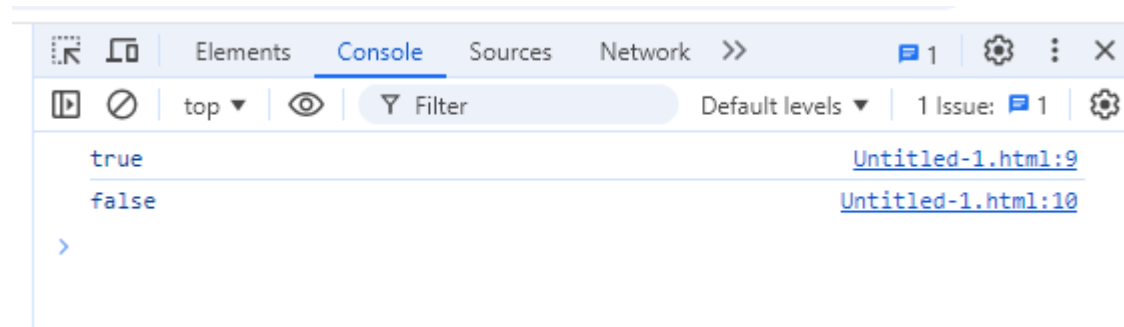 Elements Console Sources Network 1
top Filter Default levels 1 Issue: 1
true Untitled-1.html:9
false Untitled-1.html:10